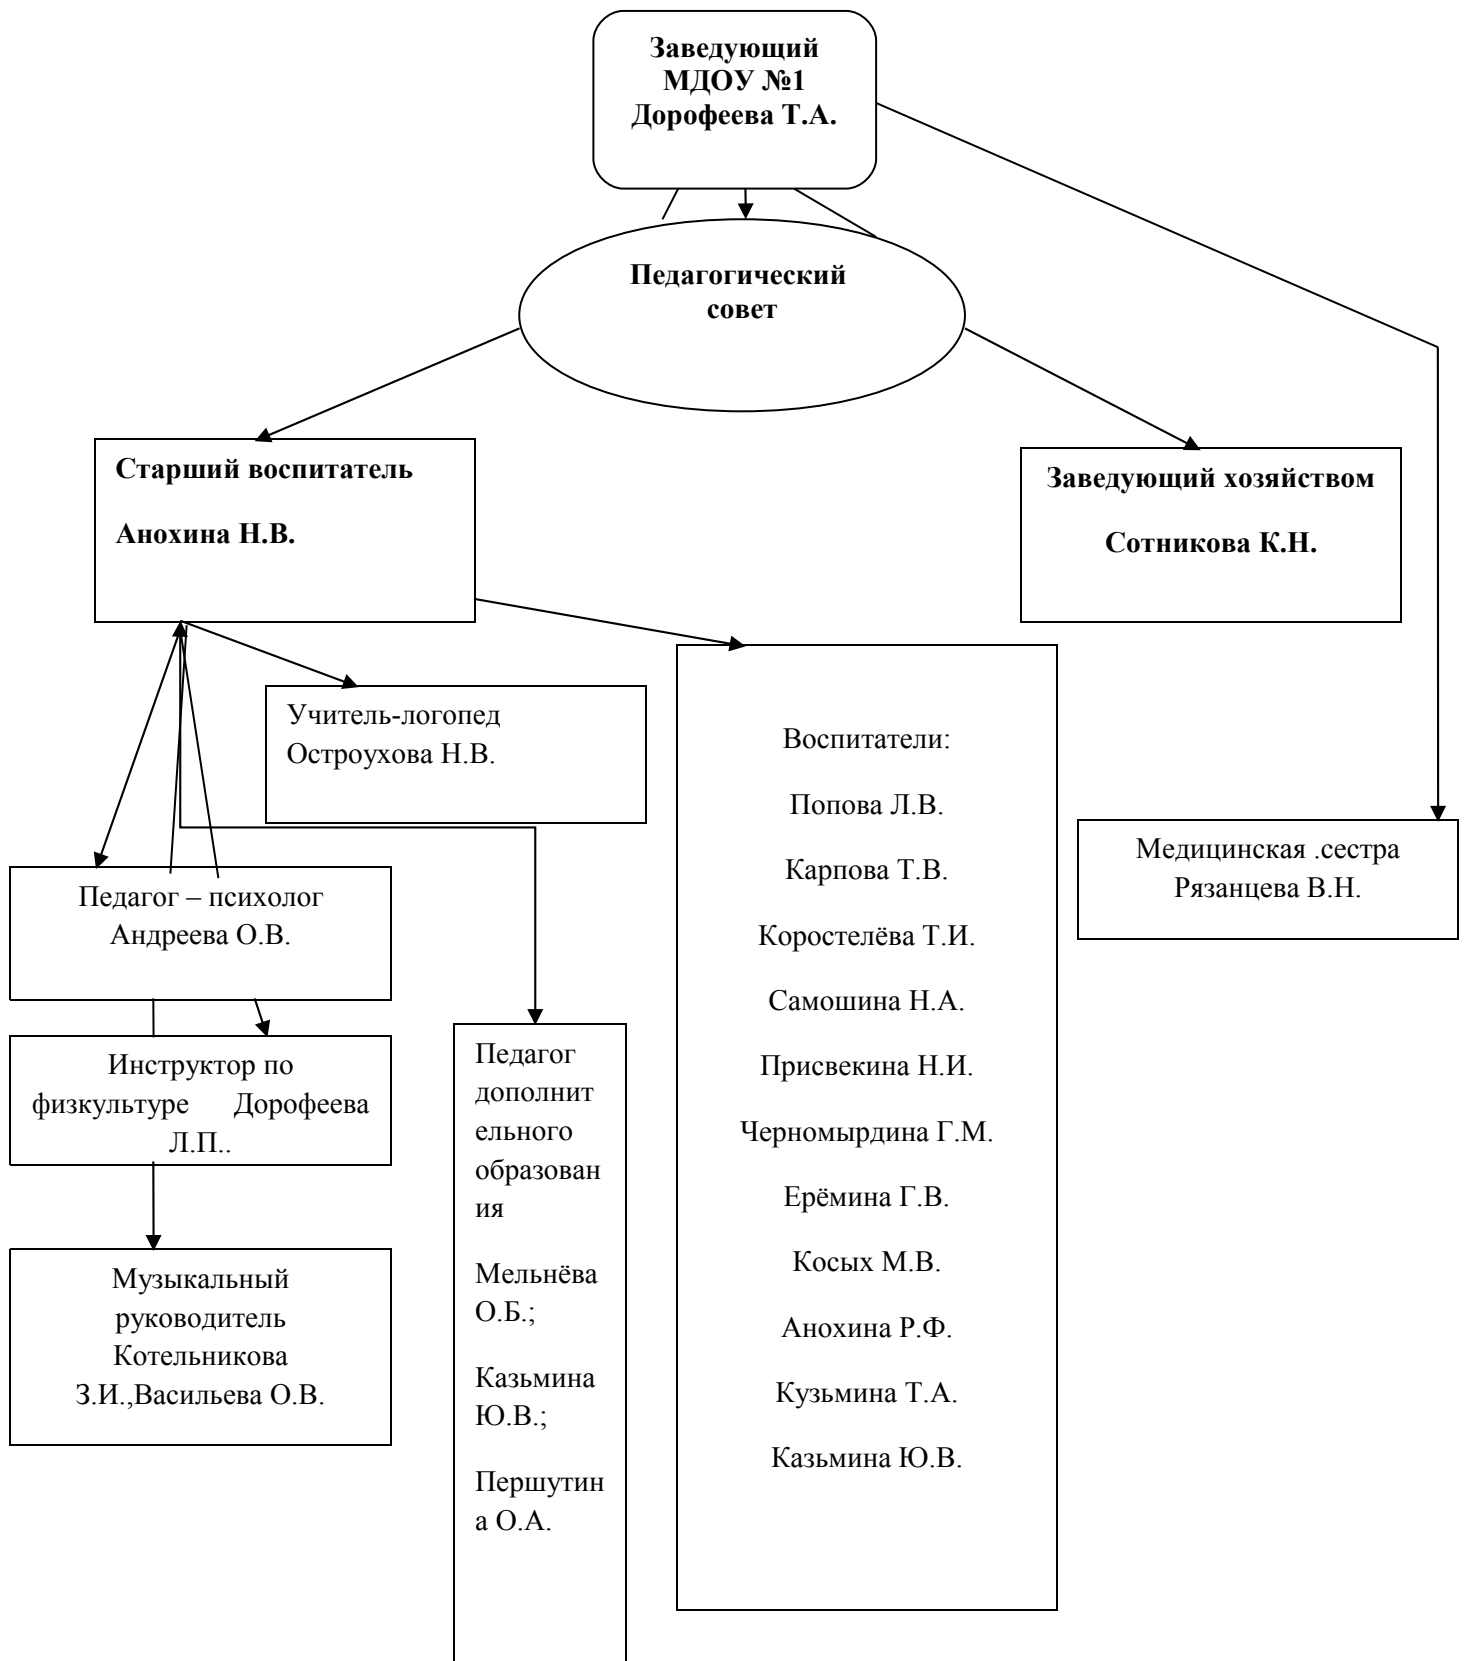 Заведующий
МДОУ №1
Дорофеева Т.А.
Педагогический
совет
Старший воспитатель
Анохина Н.В.
Заведующий хозяйством
Сотникова К.Н.
Учитель-логопед
Остроухова Н.В.
Воспитатели:
Попова Л.В.
Карпова Т.В.
Коростелёва Т.И.
Самошина Н.А.
Присвекина Н.И.
Черномырдина Г.М.
Ерёмина Г.В.
Косых М.В.
Анохина Р.Ф.
Кузьмина Т.А.
Казьмина Ю.В.
Медицинская .сестра
Рязанцева В.Н.
Педагог – психолог
Андреева О.В.
Инструктор по
физкультуре Дорофеева
Л.П..
Музыкальный
руководитель
Котельникова
З.И.,Васильева О.В.
Педагог
дополнит
ельного
образован
ия
Мельнёва
О.Б.;
Казьмина
Ю.В.;
Першутин
а О.А.